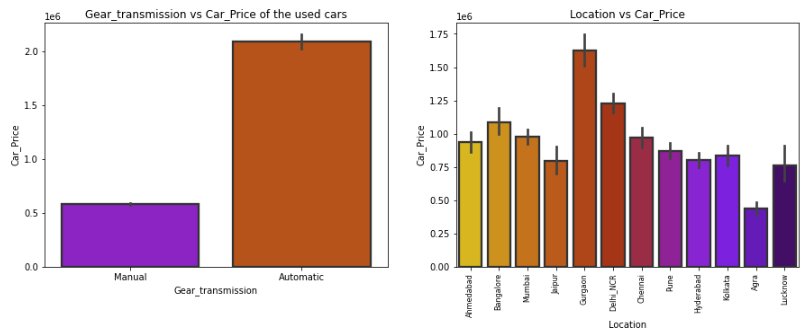 Gear_transmission vs Car_Price of the used cars
1e6
2.0
1.5
1.0
0.5
0.0
Car_Price
Manual
Automatic
Gear_transmission
Location vs Car_Price
1e6
1.75
1.50
1.25
1.00
0.75
0.50
0.25
0.00
Car_Price
Ahmedabad
Bangalore
Mumbai
Jaipur
Gurgaon
Delhi_NCR
Chennai
Pune
Hyderabad
Kolkata
Agra
Lucknow
Location